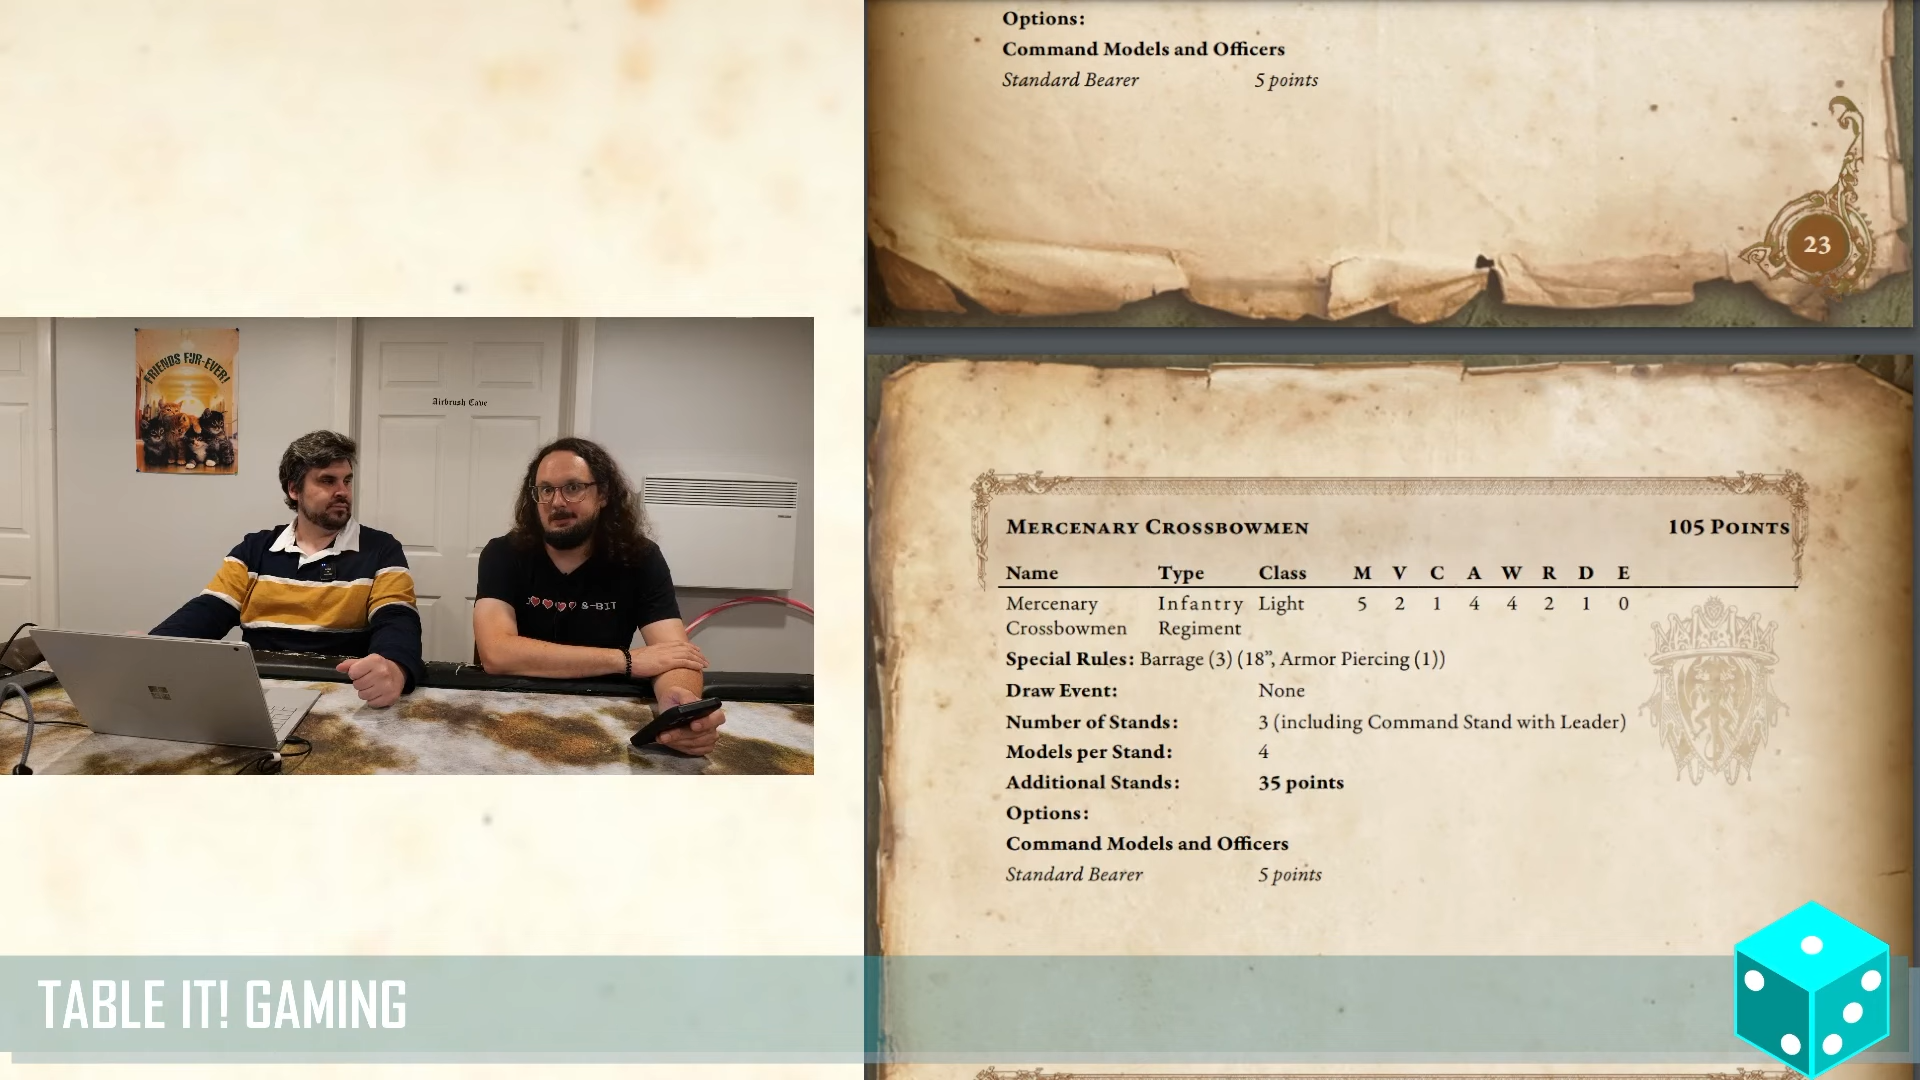 Options:
Command Models and Officers
Standard Bearer 5 points
23
FRIENDS FUR-EVER!
Airbrush Cave
8-BIT
MERCENARY CROSSBOWMEN 105 POINTS
Name Type Class M V C A W R D E
Mercenary Infantry Light 5 2 1 4 4 2 1 0
Crossbowmen Regiment
Special Rules: Barrage (3) (18”, Armor Piercing (1))
Draw Event: None
Number of Stands: 3 (including Command Stand with Leader)
Models per Stand: 4
Additional Stands: 35 points
Options:
Command Models and Officers
Standard Bearer 5 points
TABLE IT! GAMING